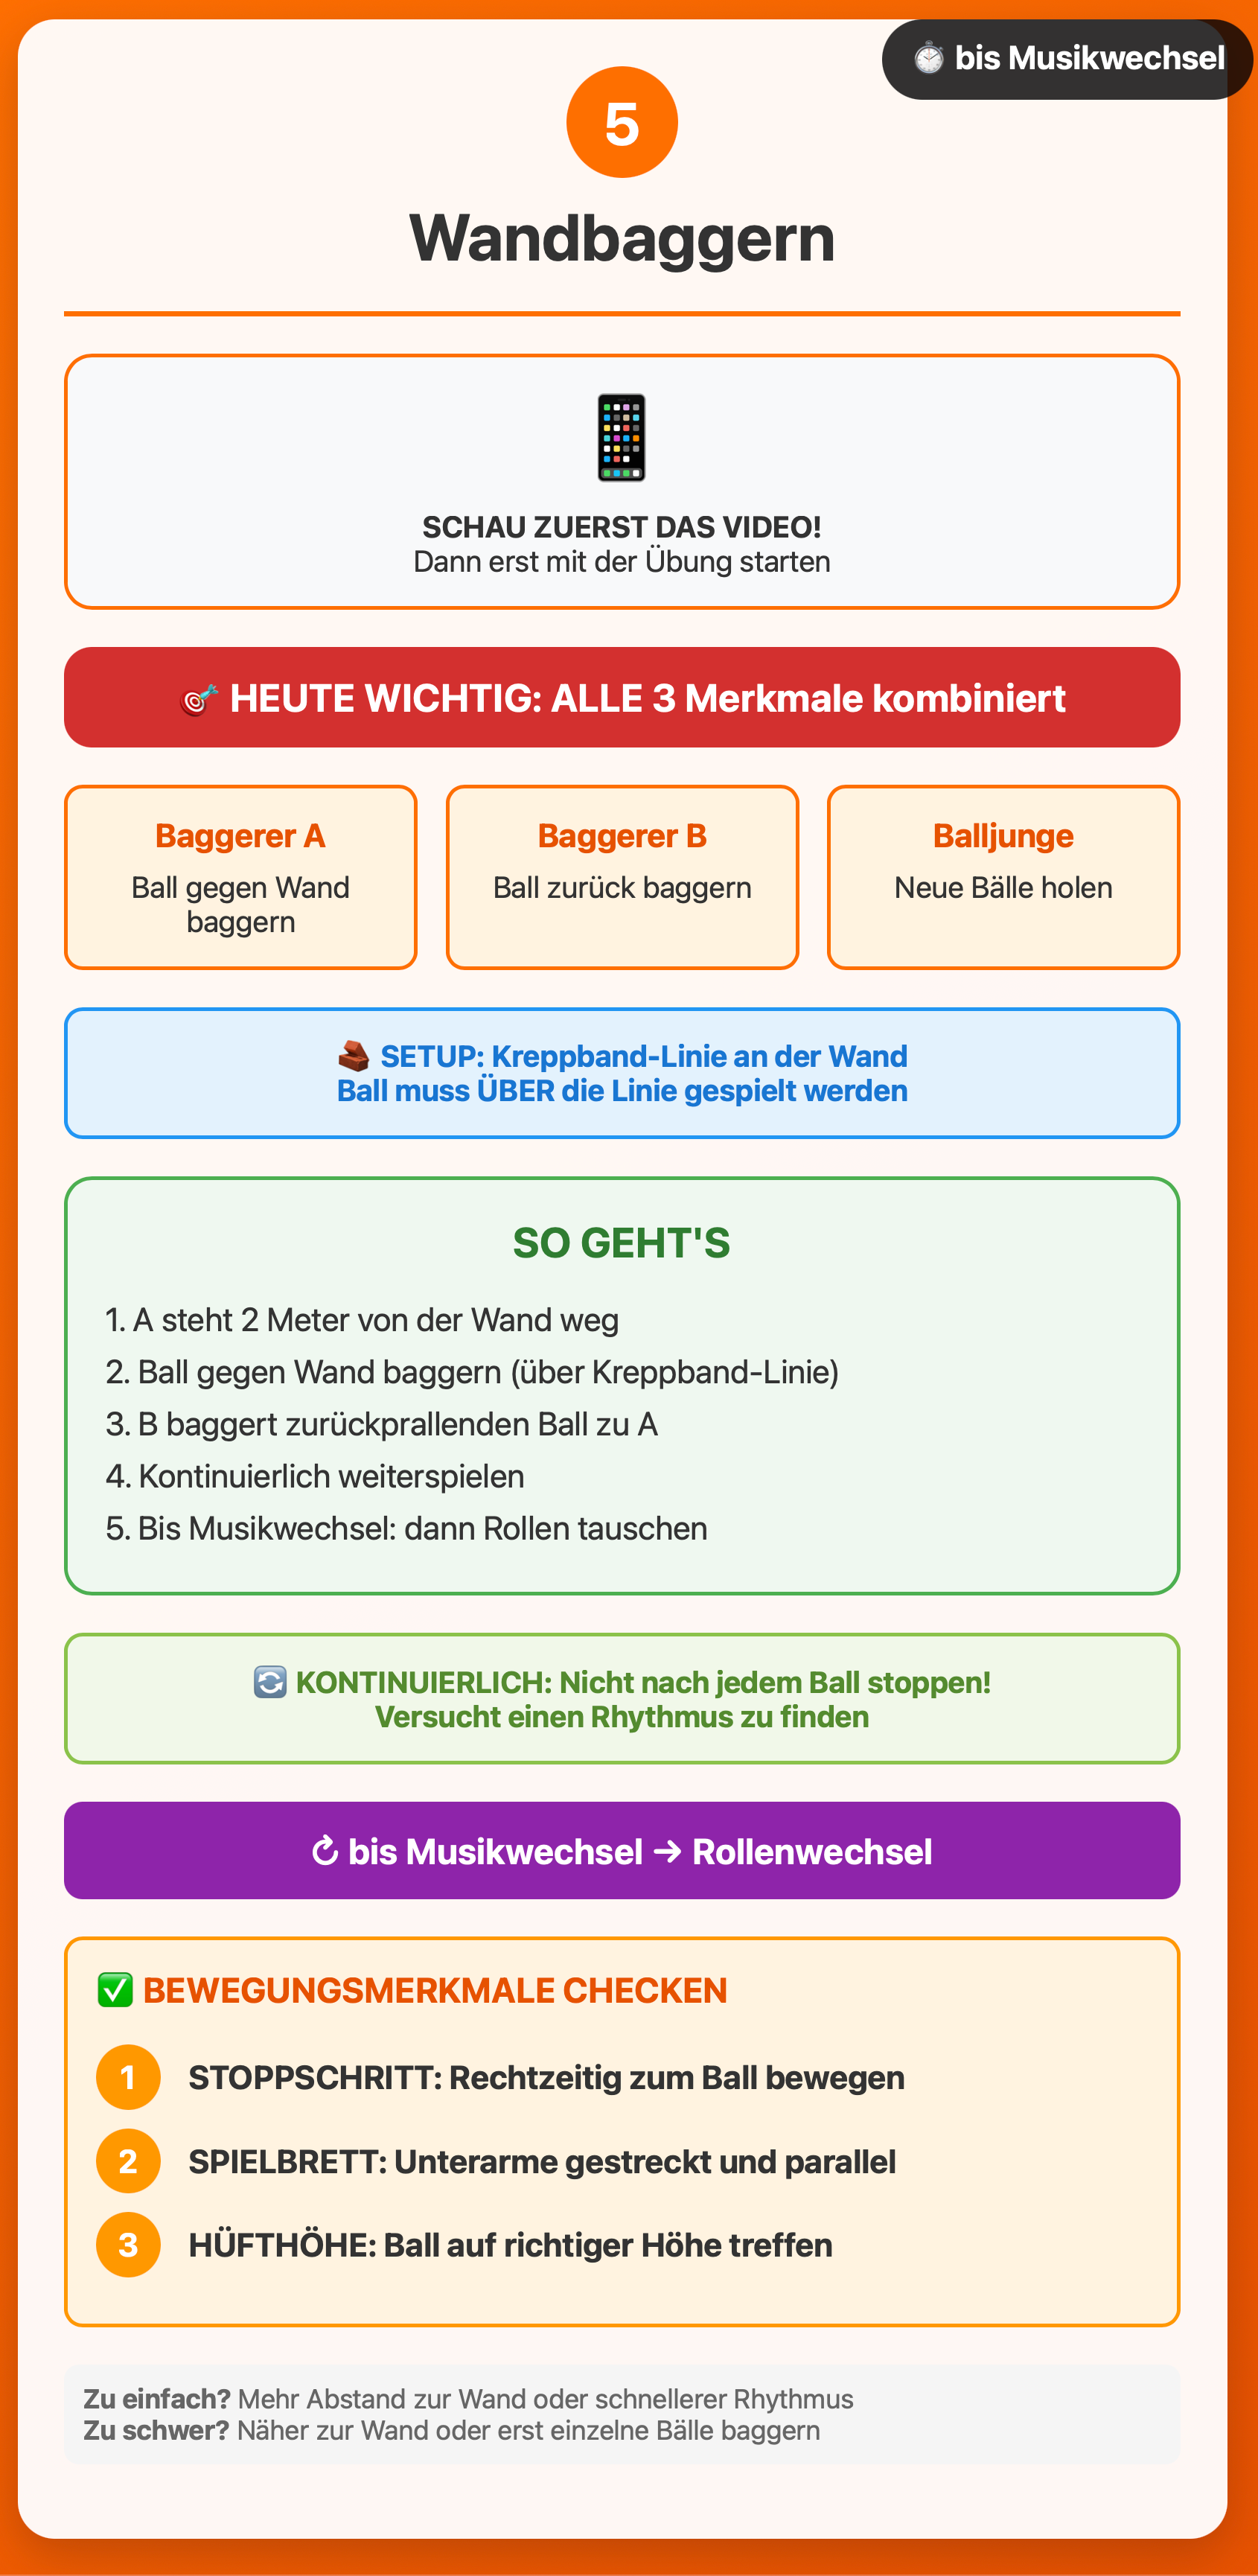 ⏱️ bis Musikwechsel
5
Wandbaggern
SCHAU ZUERST DAS VIDEO!
Dann erst mit der Übung starten
🎯 HEUTE WICHTIG: ALLE 3 Merkmale kombiniert
Baggerer A
Ball gegen Wand
baggern
Baggerer B
Ball zurück baggern
Balljunge
Neue Bälle holen
🧱 SETUP: Kreppband-Linie an der Wand
Ball muss ÜBER die Linie gespielt werden
SO GEHT'S
1. A steht 2 Meter von der Wand weg
2. Ball gegen Wand baggern (über Kreppband-Linie)
3. B baggert zurückprallenden Ball zu A
4. Kontinuierlich weiterspielen
5. Bis Musikwechsel: dann Rollen tauschen
🔄 KONTINUIERLICH: Nicht nach jedem Ball stoppen!
Versucht einen Rhythmus zu finden
↻ bis Musikwechsel → Rollenwechsel
✅ BEWEGUNGSMERKMALE CHECKEN
1 STOPPSCHRITT: Rechtzeitig zum Ball bewegen
2 SPIELBRETT: Unterarme gestreckt und parallel
3 HÜFTHÖHE: Ball auf richtiger Höhe treffen
Zu einfach? Mehr Abstand zur Wand oder schnellerer Rhythmus
Zu schwer? Näher zur Wand oder erst einzelne Bälle baggern